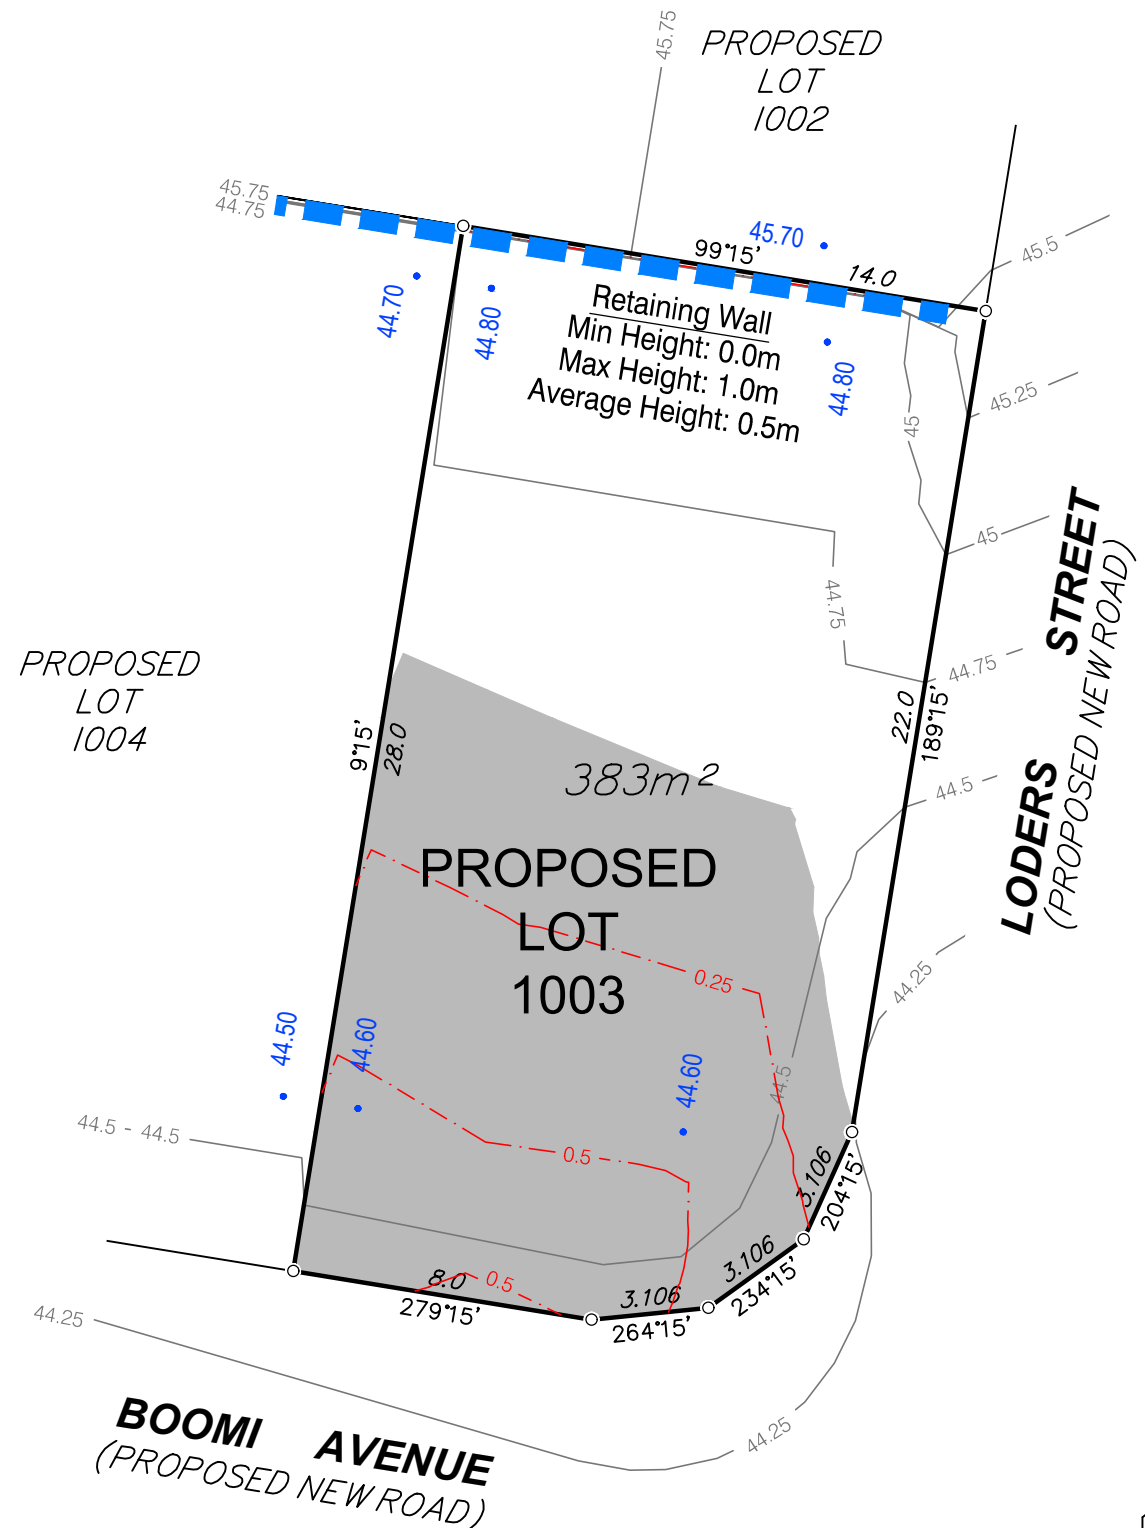 45.75
PROPOSED
LOT
1002
45.75
44.75
45.70
99°15'
14.0
45.5
44.70
44.80
Retaining Wall
Min Height: 0.0m
Max Height: 1.0m
Average Height: 0.5m
44.80
45.25
45
45
44.75
44.75
STREET
LODERS
(PROPOSED NEW ROAD)
PROPOSED
LOT
1004
9°15'
28.0
22.0
189°15'
383m²
44.5
PROPOSED
LOT
1003
0.25
44.25
44.50
44.60
44.60
44.5
44.5 - 44.5
0.5
3.106
204°15'
3.106
234°15'
8.0
0.5
279°15'
3.106
264°15'
44.25
44.25
BOOMI AVENUE
(PROPOSED NEW ROAD)